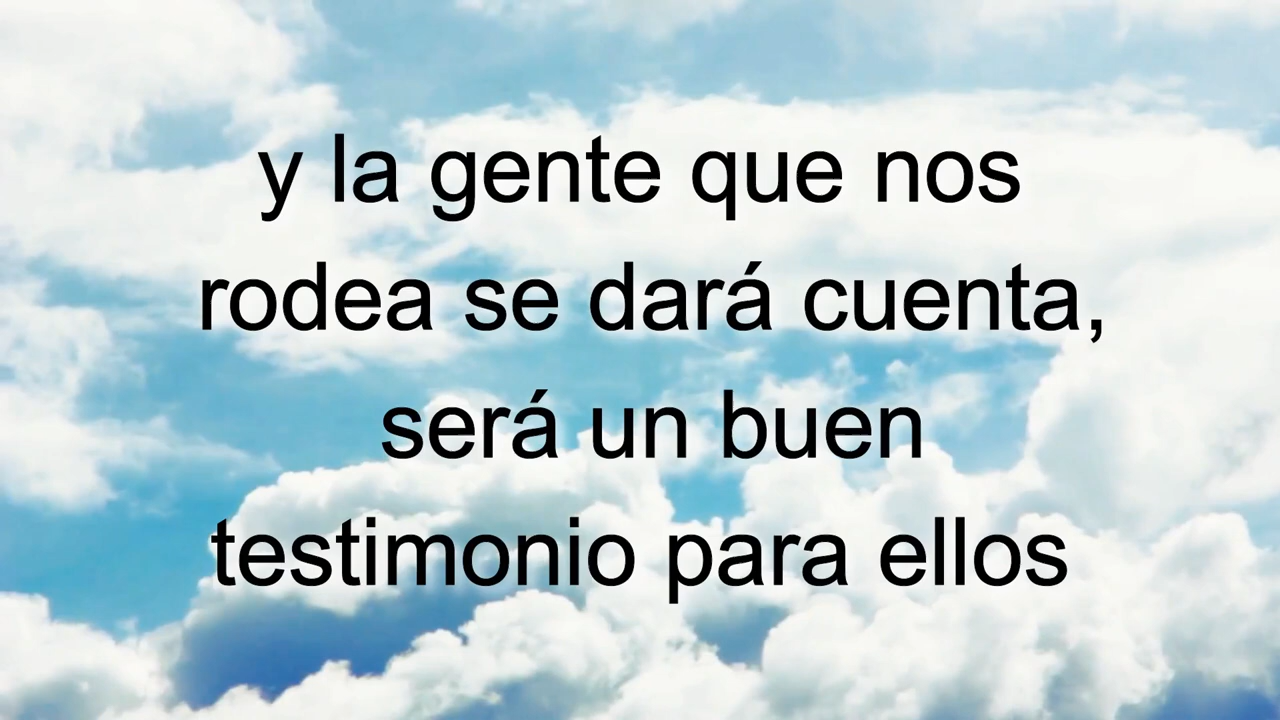 y la gente que nos
rodea se dará cuenta,
será un buen
testimonio para ellos